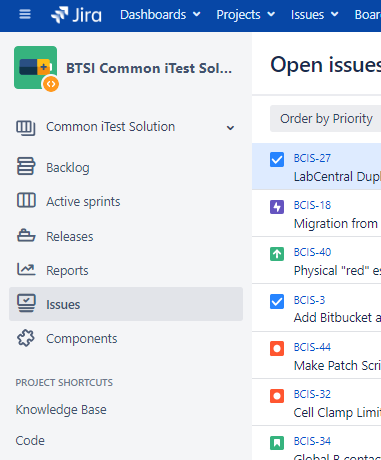 Jira Dashboards Projects Issues Boar
BTSI Common iTest Sol...
Open issues
Common iTest Solution
Order by Priority
Backlog
Active sprints
Releases
Reports
Issues
Components
PROJECT SHORTCUTS
Knowledge Base
Code
BCIS-27
LabCentral Dupl
BCIS-18
Migration from
BCIS-40
Physical "red" es
BCIS-3
Add Bitbucket a
BCIS-44
Make Patch Scri
BCIS-32
Cell Clamp Limi
BCIS-34
Global B contac